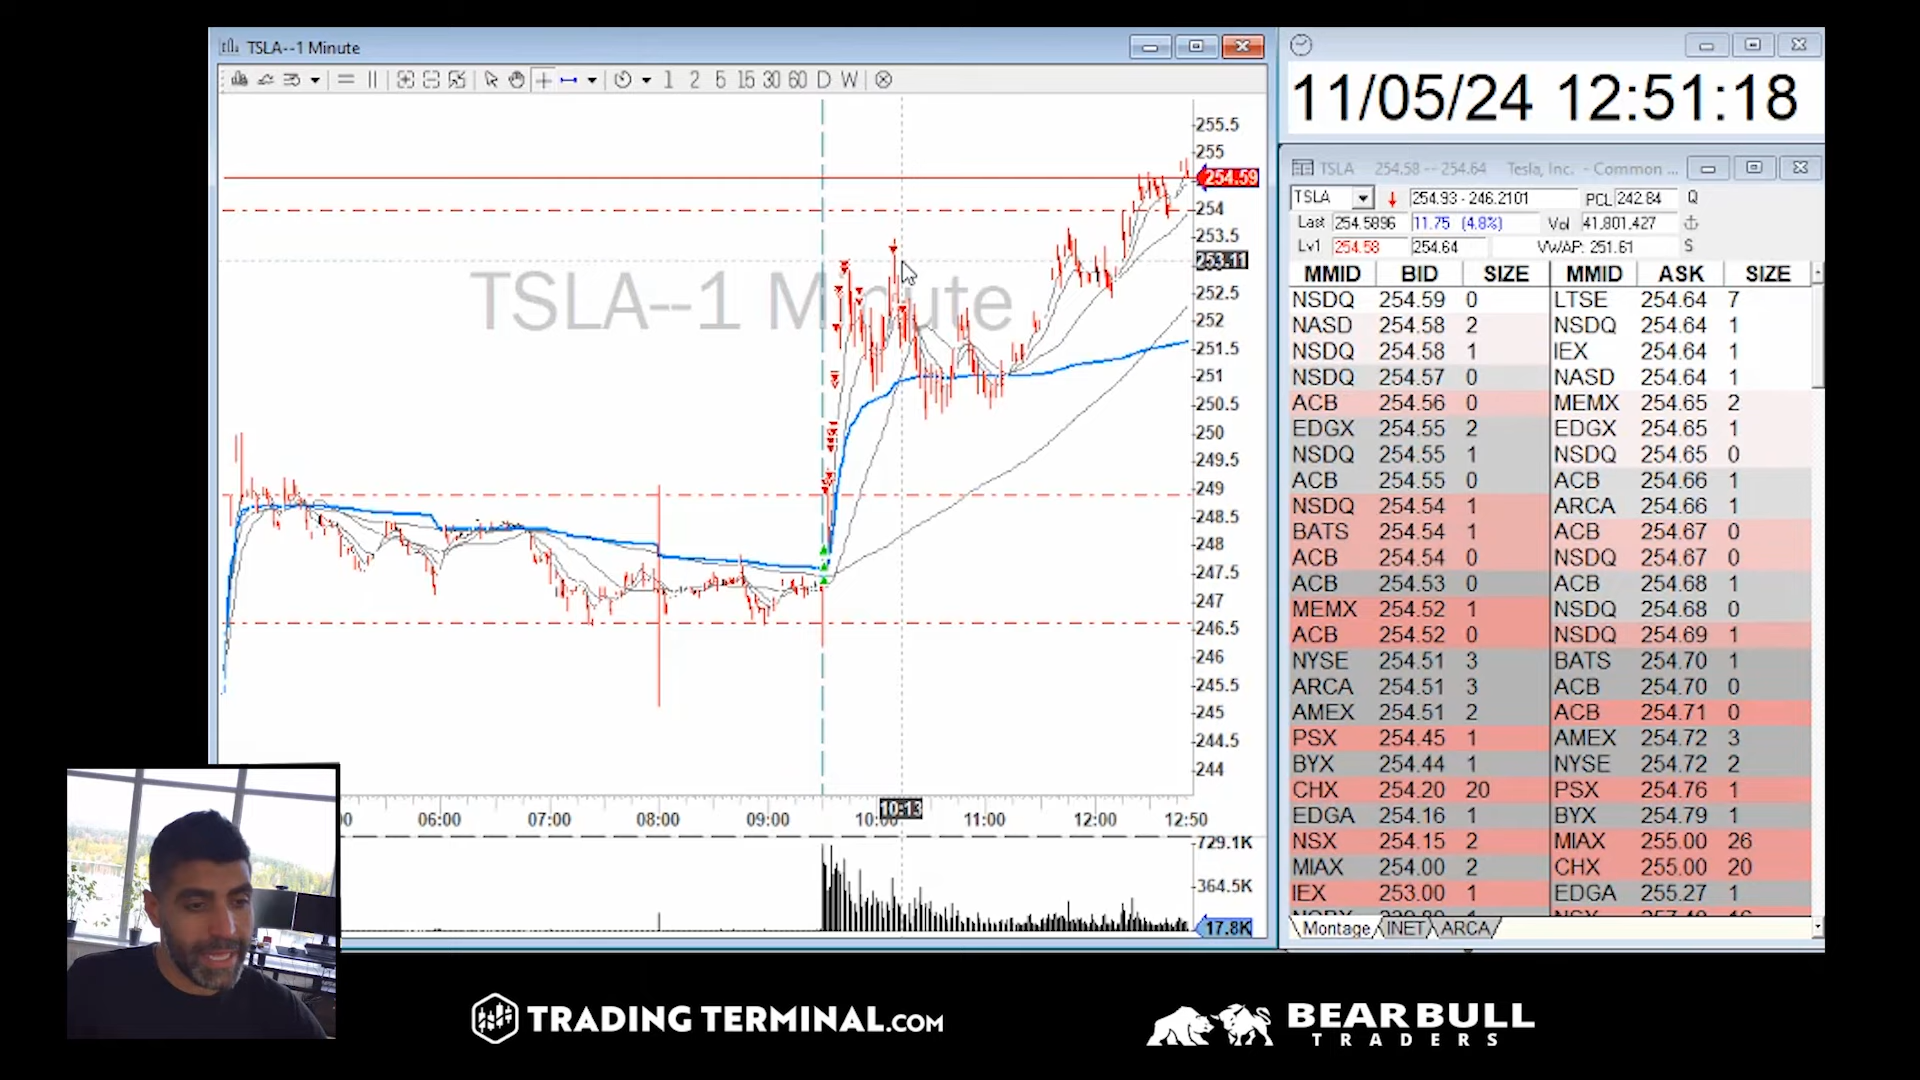 TSLA--1 Minute
1 2 5 15 30 60 D W
TSLA--1 Minute
255.5
255
254.59
254
253.5
253.11
252.5
252
251.5
251
250.5
250
249.5
249
248.5
248
247.5
247
246.5
246
245.5
245
244.5
244
06:00 07:00 08:00 09:00 10:00 10:13 11:00 12:00 12:50
729.1K
364.5K
17.8K
11/05/24 12:51:18
TSLA 254.58 -- 254.64 Tesla, Inc. - Common ...
TSLA 254.93 - 246.2101 PCL 242.84 Q
Last 254.5896 11.75 (4.8%) Vol 41,801,427
Lv1 254.58 254.64 VWAP: 251.61 S
MMID BID SIZE MMID ASK SIZE
NSDQ 254.59 0 LTSE 254.64 7
NASD 254.58 2 NSDQ 254.64 1
NSDQ 254.58 1 IEX 254.64 1
NSDQ 254.57 0 NASD 254.64 1
ACB 254.56 0 MEMX 254.65 2
EDGX 254.55 2 EDGX 254.65 1
NSDQ 254.55 1 NSDQ 254.65 0
ACB 254.55 0 ACB 254.66 1
NSDQ 254.54 1 ARCA 254.66 1
BATS 254.54 1 ACB 254.67 0
ACB 254.54 0 NSDQ 254.67 0
ACB 254.53 0 ACB 254.68 1
MEMX 254.52 1 NSDQ 254.68 0
ACB 254.52 0 NSDQ 254.69 1
NYSE 254.51 3 BATS 254.70 1
ARCA 254.51 3 ACB 254.70 0
AMEX 254.51 2 ACB 254.71 0
PSX 254.45 1 AMEX 254.72 3
BYX 254.44 1 NYSE 254.72 2
CHX 254.20 20 PSX 254.76 1
EDGA 254.16 1 BYX 254.79 1
NSX 254.15 2 MIAX 255.00 26
MIAX 254.00 2 CHX 255.00 20
IEX 253.00 1 EDGA 255.27 1
Montage INET ARCA
TRADING TERMINAL.COM
BEAR BULL
TRADERS